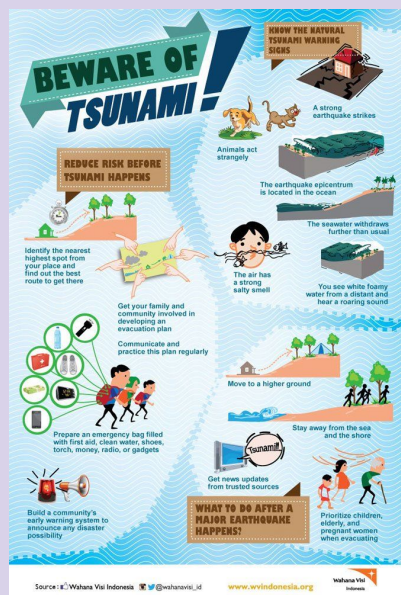 BEWARE OF
TSUNAMI!
KNOW THE NATURAL
TSUNAMI WARNING
SIGNS
A strong
earthquake strikes
Animals act
strangely
The earthquake epicentrum
is located in the ocean
The seawater withdraws
further than usual
The air has
a strong
salty smell
You see white foamy
water from a distant and
hear a roaring sound
REDUCE RISK BEFORE
TSUNAMI HAPPENS
Identify the nearest
highest spot from
your place and
find out the best
route to get there
Get your family and
community involved in
developing an
evacuation plan
Communicate and
practice this plan regularly
Prepare an emergency bag filled
with first aid, clean water, shoes,
torch, money, radio, or gadgets
Build a community's
early warning system to
announce any disaster
possibility
Move to a higher ground
Stay away from the sea
and the shore
Tsunami!!
Get news updates
from trusted sources
WHAT TO DO AFTER A
MAJOR EARTHQUAKE
HAPPENS?
Prioritize children,
elderly, and
pregnant women
when evacuating
Source: Wahana Visi Indonesia @wahanavisi_id
www.wvindonesia.org
Wahana Visi
Indonesia